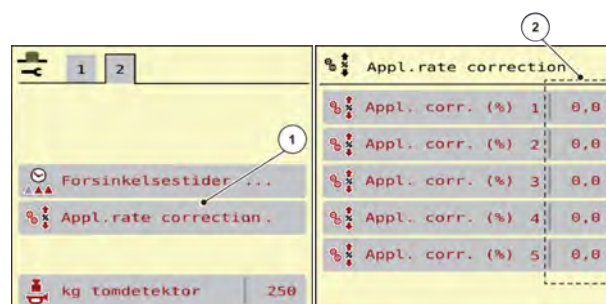 2
1 2
Appl.rate correction
Appl. corr. (%) 1 0,0
1
Appl. corr. (%) 2 0,0
Forsinkelsestider ...
Appl. corr. (%) 3 0,0
Appl.rate correction.
Appl. corr. (%) 4 0,0
Appl. corr. (%) 5 0,0
kg tomdetektor 250